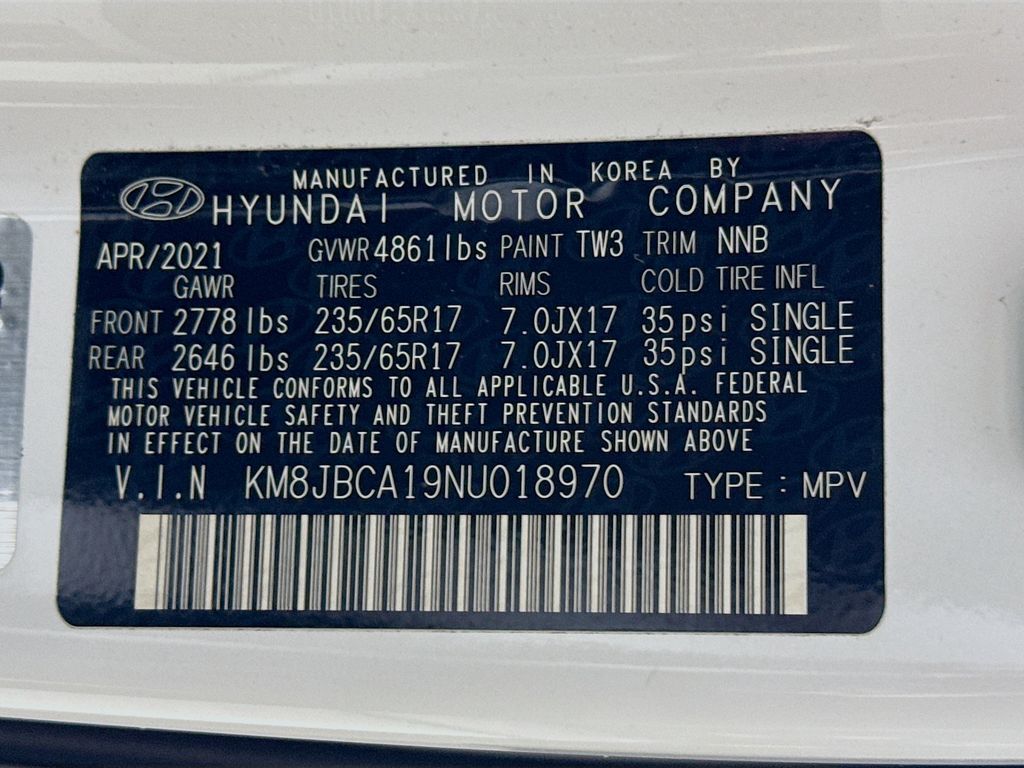 MANUFACTURED IN KOREA BY
HYUNDAI MOTOR COMPANY
APR/2021 GVWR 4861lbs PAINT TW3 TRIM NNB
GAWR TIRES RIMS COLD TIRE INFL
FRONT 2778 lbs 235/65R17 7.0JX17 35psi SINGLE
REAR 2646 lbs 235/65R17 7.0JX17 35psi SINGLE
THIS VEHICLE CONFORMS TO ALL APPLICABLE U.S.A. FEDERAL
MOTOR VEHICLE SAFETY AND THEFT PREVENTION STANDARDS
IN EFFECT ON THE DATE OF MANUFACTURE SHOWN ABOVE
V.I.N KM8JBCA19NU018970 TYPE : MPV